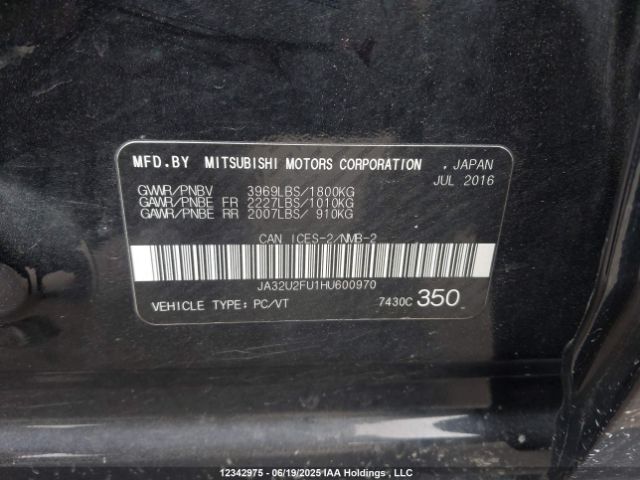 MFD.BY MITSUBISHI MOTORS CORPORATION , JAPAN
JUL 2016
GVWR/PNBV 3969LBS/1800KG
GAWR/PNBE FR 2227LBS/1010KG
GAWR/PNBE RR 2007LBS/ 910KG
CAN ICES-2/NMB-2
JA32U2FU1HU600970
VEHICLE TYPE: PC/VT 7430C 350
12342975 - 06/19/2025 IAA Holdings , LLC